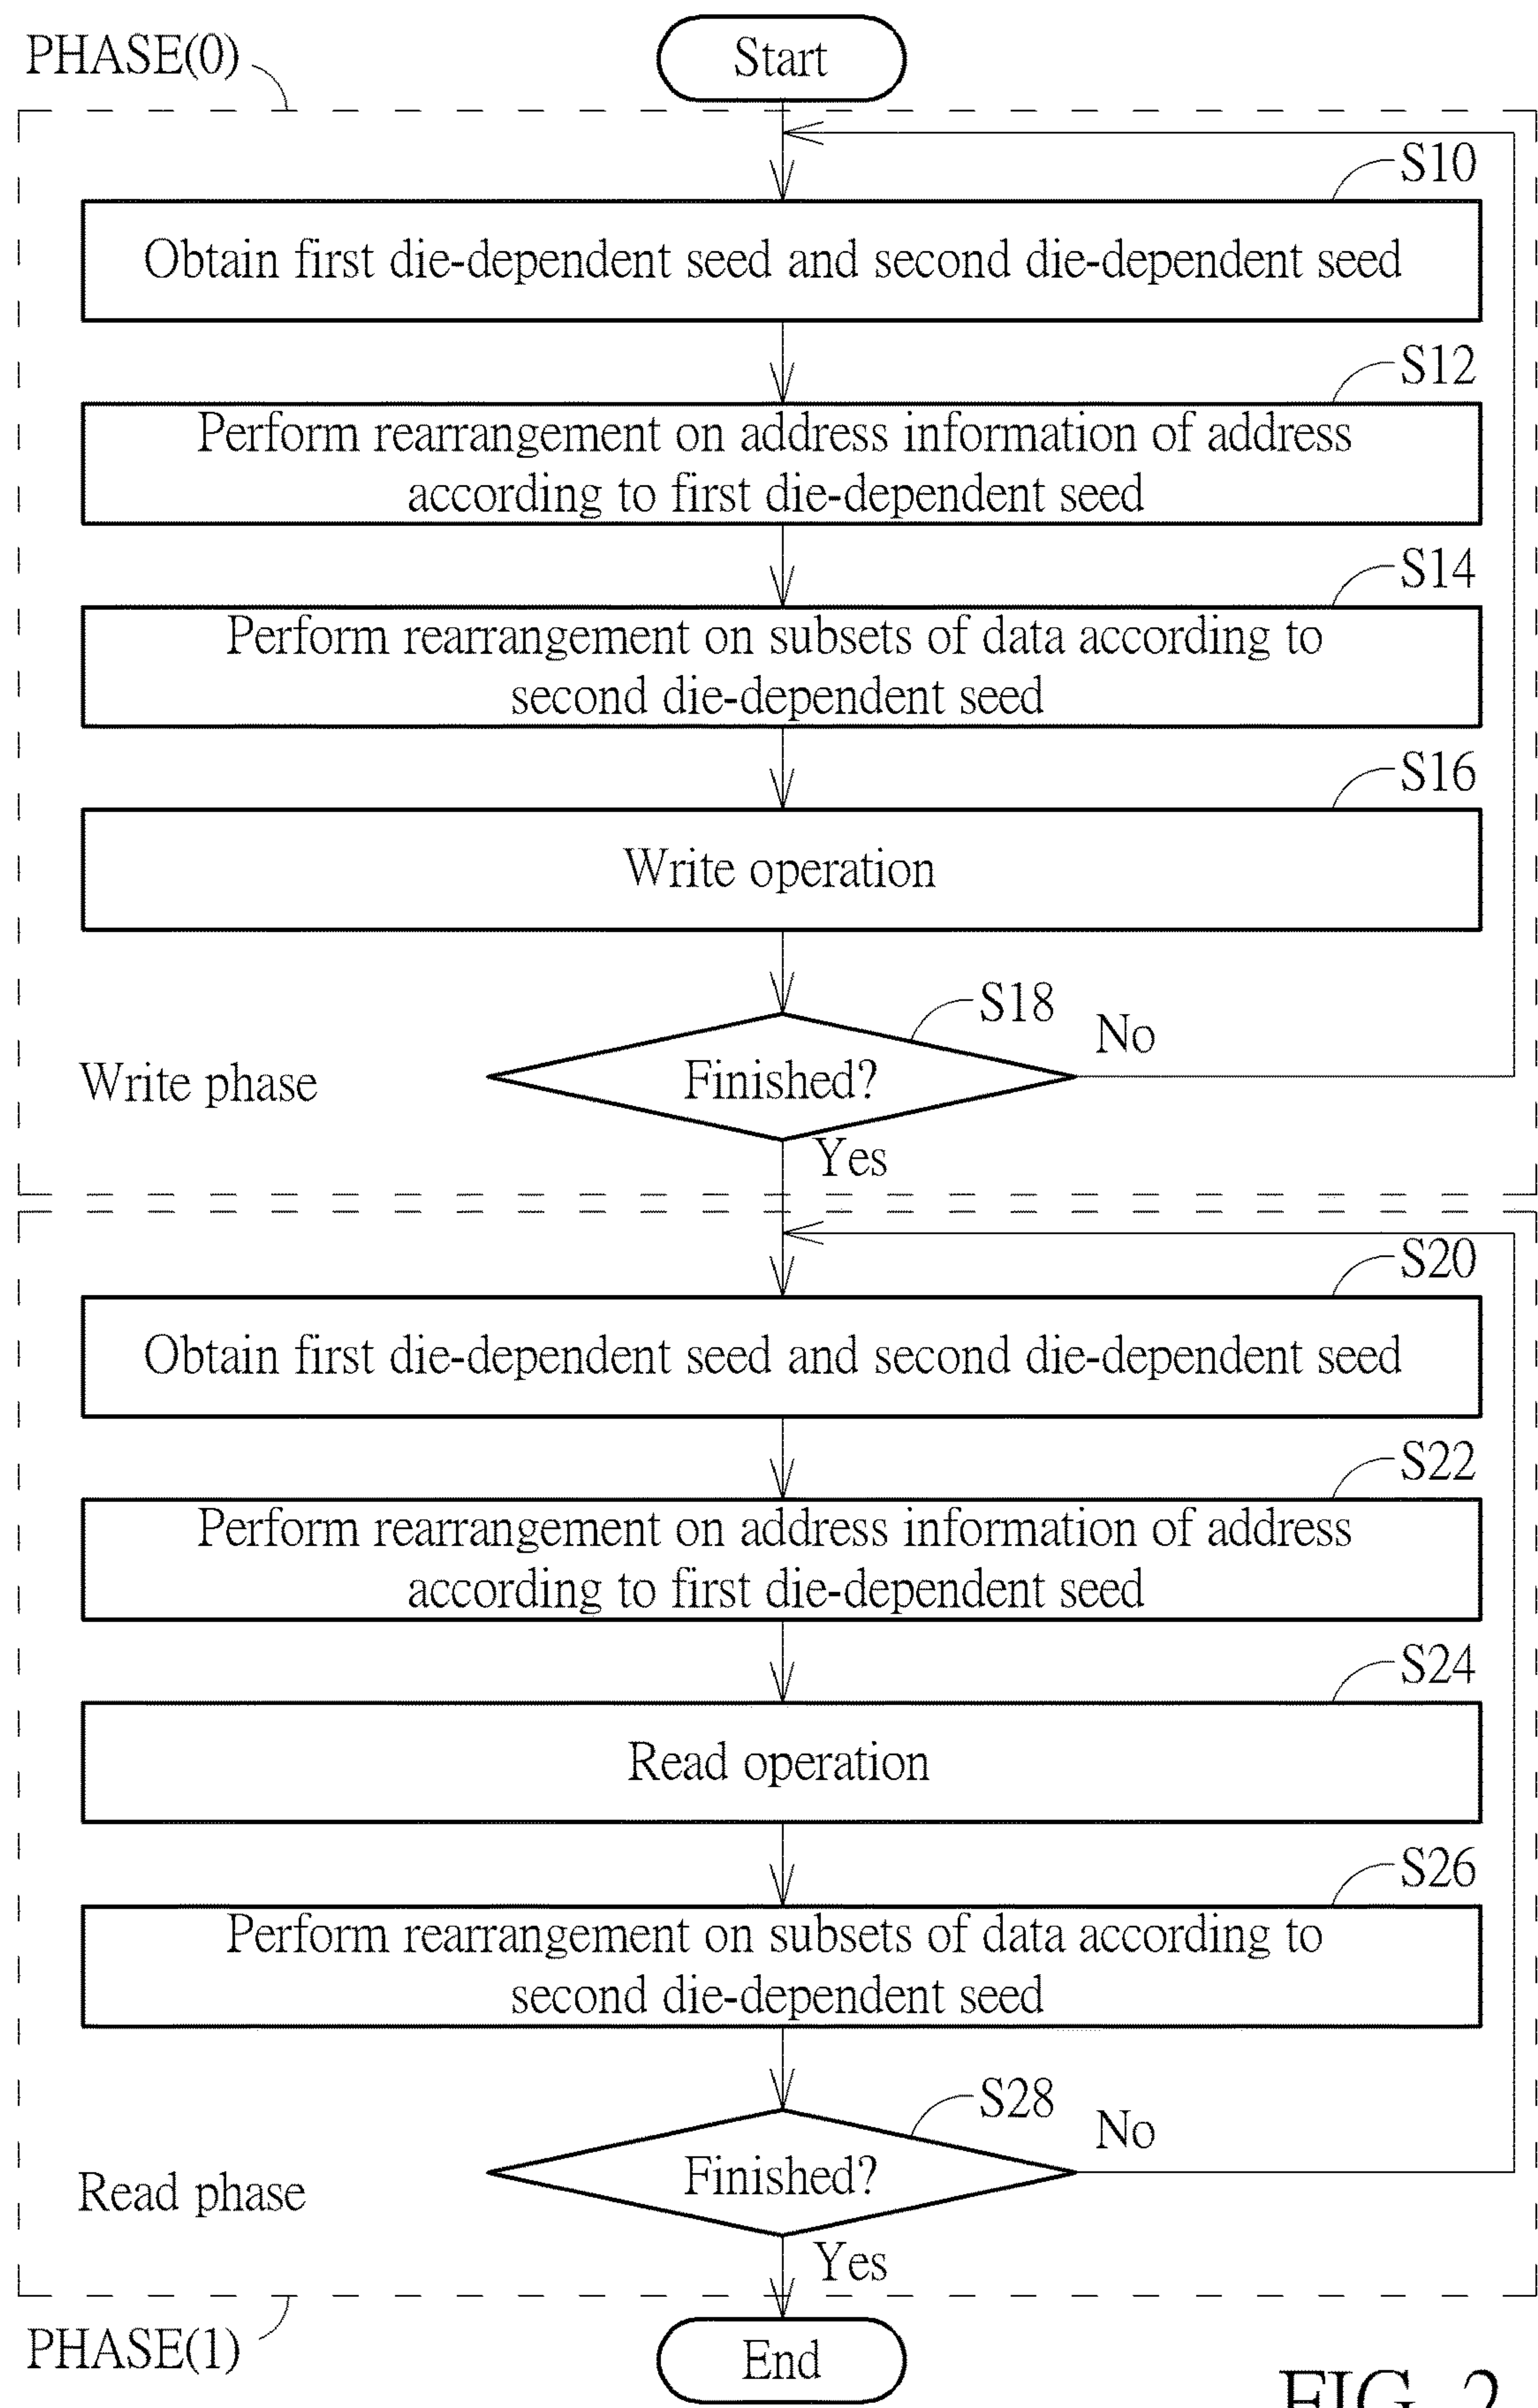 Start
PHASE(0)
S10
Obtain first die-dependent seed and second die-dependent seed
S12
Perform rearrangement on address information of address
according to first die-dependent seed
S14
Perform rearrangement on subsets of data according to
second die-dependent seed
S16
Write operation
S18
No
Finished?
Write phase
Yes
S20
Obtain first die-dependent seed and second die-dependent seed
S22
Perform rearrangement on address information of address
according to first die-dependent seed
S24
Read operation
S26
Perform rearrangement on subsets of data according to
second die-dependent seed
S28
No
Finished?
Read phase
Yes
PHASE(1)
End
FIG. 2